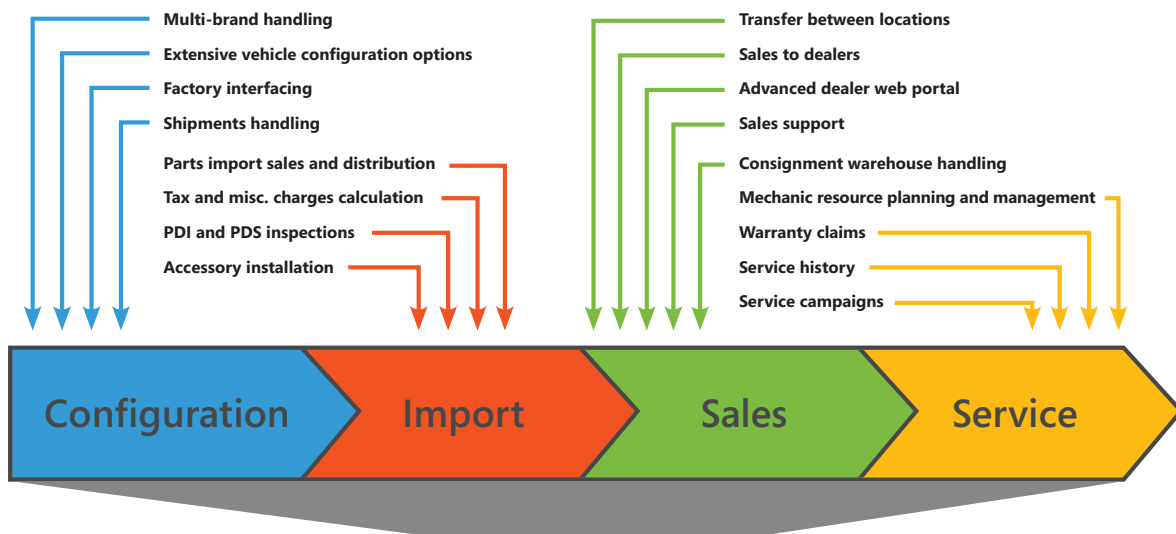 Multi-brand handling
Extensive vehicle configuration options
Factory interfacing
Shipments handling
Parts import sales and distribution
Tax and misc. charges calculation
PDI and PDS inspections
Accessory installation
Transfer between locations
Sales to dealers
Advanced dealer web portal
Sales support
Consignment warehouse handling
Mechanic resource planning and management
Warranty claims
Service history
Service campaigns
Configuration
Import
Sales
Service